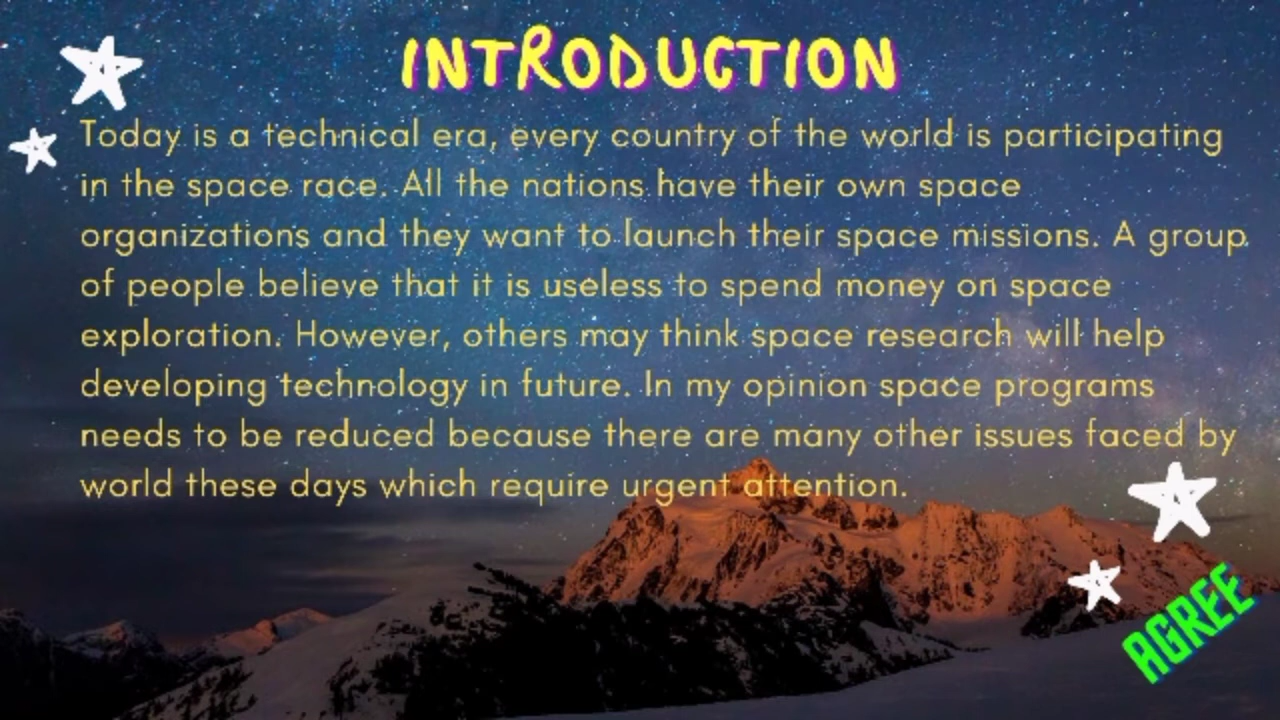 INTRODUCTION
Today is a technical era, every country of the world is participating
in the space race. All the nations have their own space
organizations and they want to launch their space missions. A group
of people believe that it is useless to spend money on space
exploration. However, others may think space research will help
developing technology in future. In my opinion space programs
needs to be reduced because there are many other issues faced by
world these days which require urgent attention.
AGREE